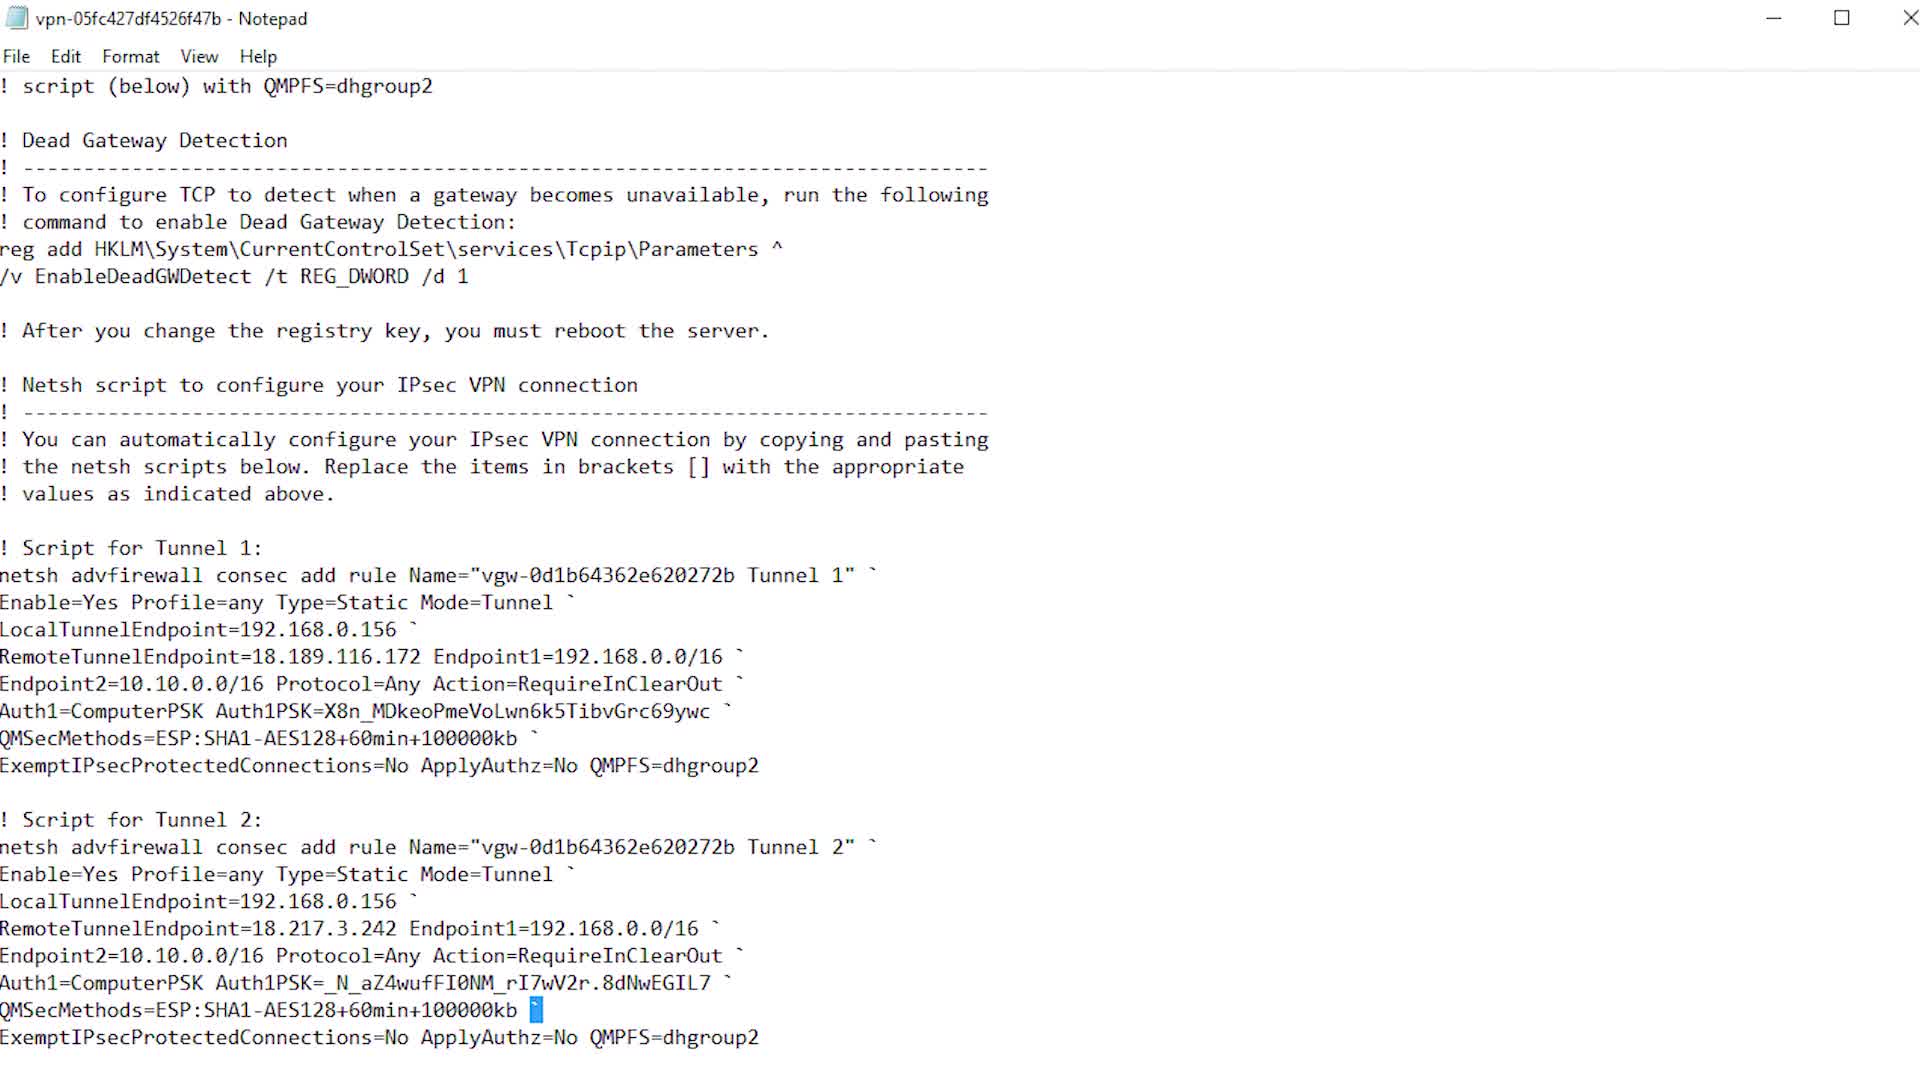 vpn-05fc427df4526f47b - Notepad
File Edit Format View Help
! script (below) with QMPFS=dhgroup2
! Dead Gateway Detection
! --------------------------------------------------------------------------------
! To configure TCP to detect when a gateway becomes unavailable, run the following
! command to enable Dead Gateway Detection:
reg add HKLM\System\CurrentControlSet\services\Tcpip\Parameters ^
/v EnableDeadGWDetect /t REG_DWORD /d 1
! After you change the registry key, you must reboot the server.
! Netsh script to configure your IPsec VPN connection
! --------------------------------------------------------------------------------
! You can automatically configure your IPsec VPN connection by copying and pasting
! the netsh scripts below. Replace the items in brackets [] with the appropriate
! values as indicated above.
! Script for Tunnel 1:
netsh advfirewall consec add rule Name="vgw-0d1b64362e620272b Tunnel 1" `
Enable=Yes Profile=any Type=Static Mode=Tunnel `
LocalTunnelEndpoint=192.168.0.156 `
RemoteTunnelEndpoint=18.189.116.172 Endpoint1=192.168.0.0/16 `
Endpoint2=10.10.0.0/16 Protocol=Any Action=RequireInClearOut `
Auth1=ComputerPSK Auth1PSK=X8n_MDkeoPmeVoLwn6k5TibvGrc69ywc `
QMSecMethods=ESP:SHA1-AES128+60min+100000kb `
ExemptIPsecProtectedConnections=No ApplyAuthz=No QMPFS=dhgroup2
! Script for Tunnel 2:
netsh advfirewall consec add rule Name="vgw-0d1b64362e620272b Tunnel 2" `
Enable=Yes Profile=any Type=Static Mode=Tunnel `
LocalTunnelEndpoint=192.168.0.156 `
RemoteTunnelEndpoint=18.217.3.242 Endpoint1=192.168.0.0/16 `
Endpoint2=10.10.0.0/16 Protocol=Any Action=RequireInClearOut `
Auth1=ComputerPSK Auth1PSK=_N_aZ4wufFI0NM_rI7wV2r.8dNwEGIL7 `
QMSecMethods=ESP:SHA1-AES128+60min+100000kb `
ExemptIPsecProtectedConnections=No ApplyAuthz=No QMPFS=dhgroup2